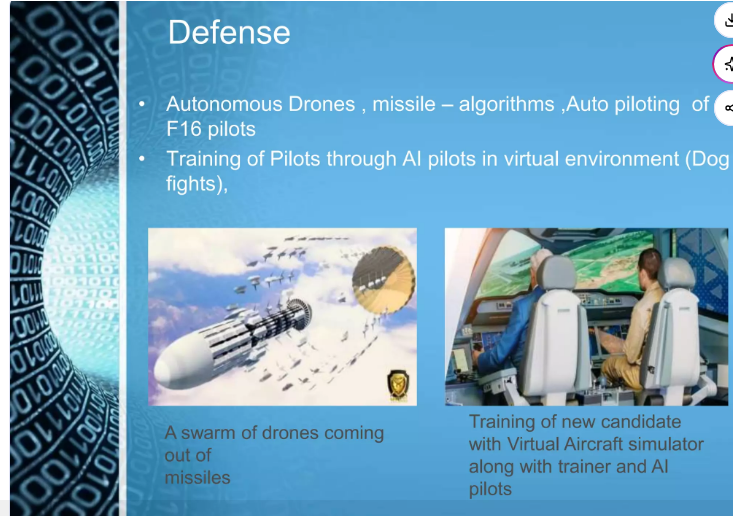 Defense
• Autonomous Drones , missile – algorithms ,Auto piloting of
F16 pilots
• Training of Pilots through AI pilots in virtual environment (Dog
fights),
A swarm of drones coming
out of
missiles
Training of new candidate
with Virtual Aircraft simulator
along with trainer and AI
pilots